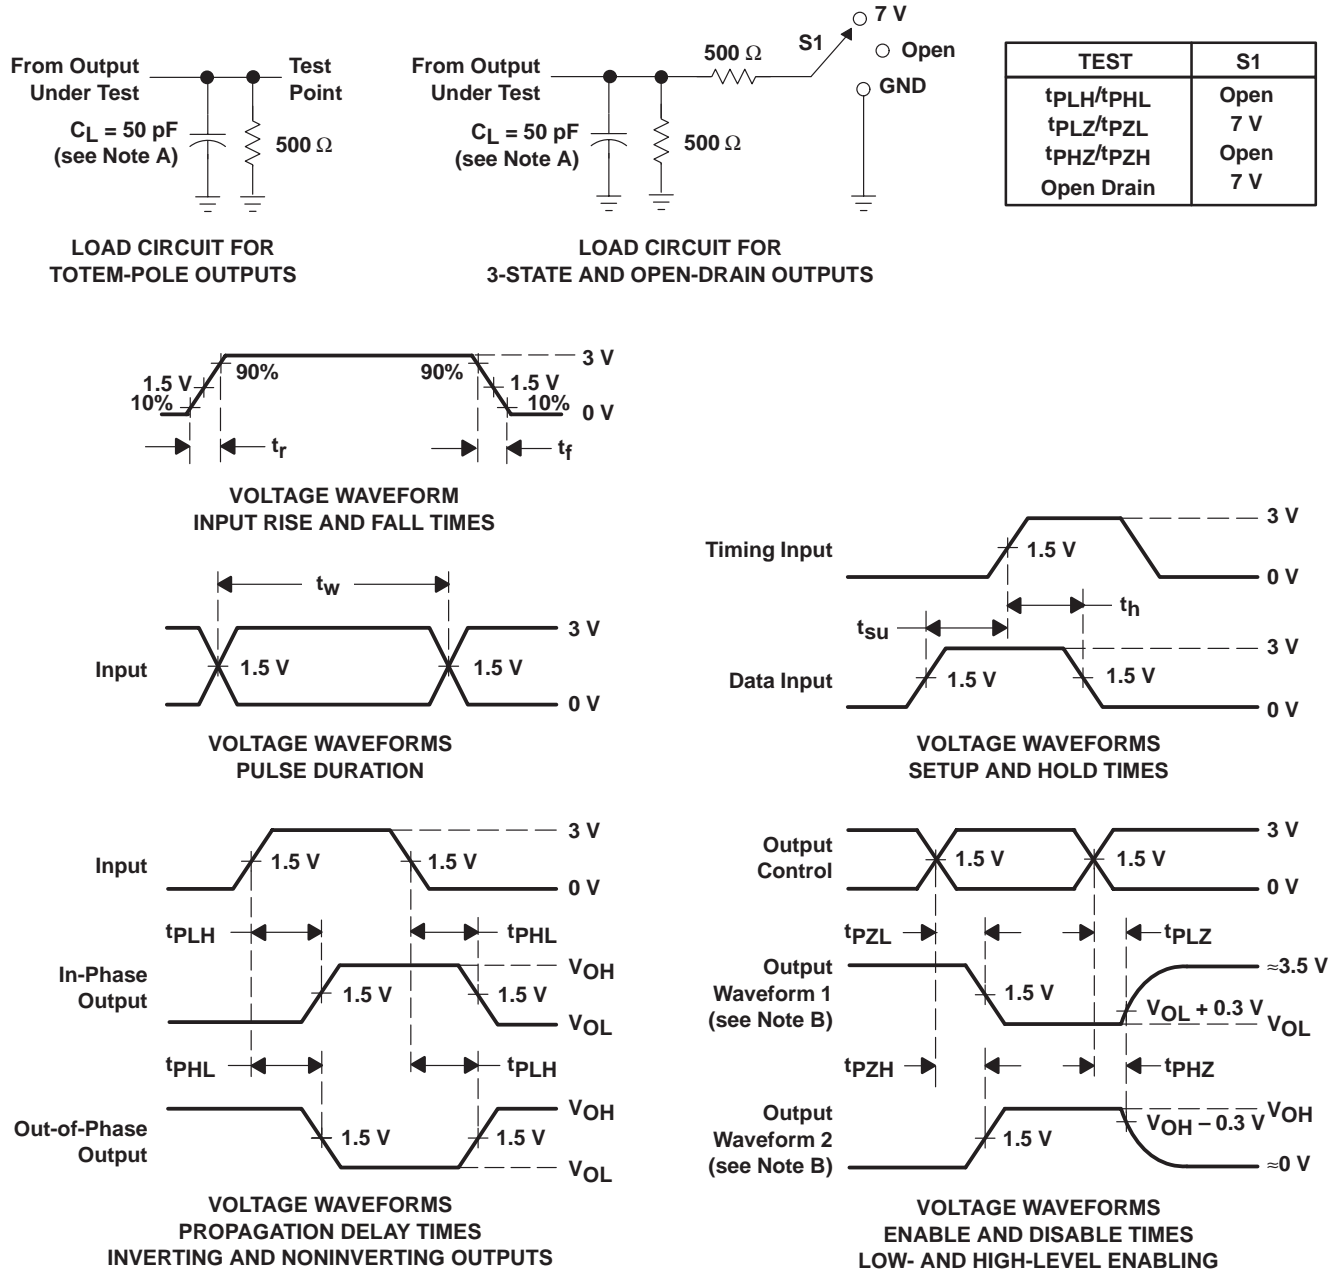 From Output
Under Test
Test
Point
CL = 50 pF
(see Note A)
500 Ω
LOAD CIRCUIT FOR
TOTEM-POLE OUTPUTS
From Output
Under Test
CL = 50 pF
(see Note A)
500 Ω
500 Ω
S1
7 V
Open
GND
LOAD CIRCUIT FOR
3-STATE AND OPEN-DRAIN OUTPUTS
TEST S1
tPLH/tPHL Open
tPLZ/tPZL 7 V
tPHZ/tPZH Open
Open Drain 7 V
1.5 V
10%
90%
90%
1.5 V
10%
3 V
0 V
tr
tf
VOLTAGE WAVEFORM
INPUT RISE AND FALL TIMES
tw
Input
1.5 V
1.5 V
3 V
0 V
VOLTAGE WAVEFORMS
PULSE DURATION
Timing Input
1.5 V
3 V
0 V
th
tsu
Data Input
1.5 V
1.5 V
3 V
0 V
VOLTAGE WAVEFORMS
SETUP AND HOLD TIMES
Input
1.5 V
1.5 V
3 V
0 V
tPLH
tPHL
In-Phase
Output
1.5 V
1.5 V
VOH
VOL
tPHL
tPLH
Out-of-Phase
Output
1.5 V
1.5 V
VOH
VOL
VOLTAGE WAVEFORMS
PROPAGATION DELAY TIMES
INVERTING AND NONINVERTING OUTPUTS
Output
Control
1.5 V
1.5 V
3 V
0 V
tPZL
tPLZ
Output
Waveform 1
(see Note B)
1.5 V
VOL + 0.3 V
≈3.5 V
VOL
tPZH
tPHZ
Output
Waveform 2
(see Note B)
1.5 V
VOH – 0.3 V
VOH
≈0 V
VOLTAGE WAVEFORMS
ENABLE AND DISABLE TIMES
LOW- AND HIGH-LEVEL ENABLING